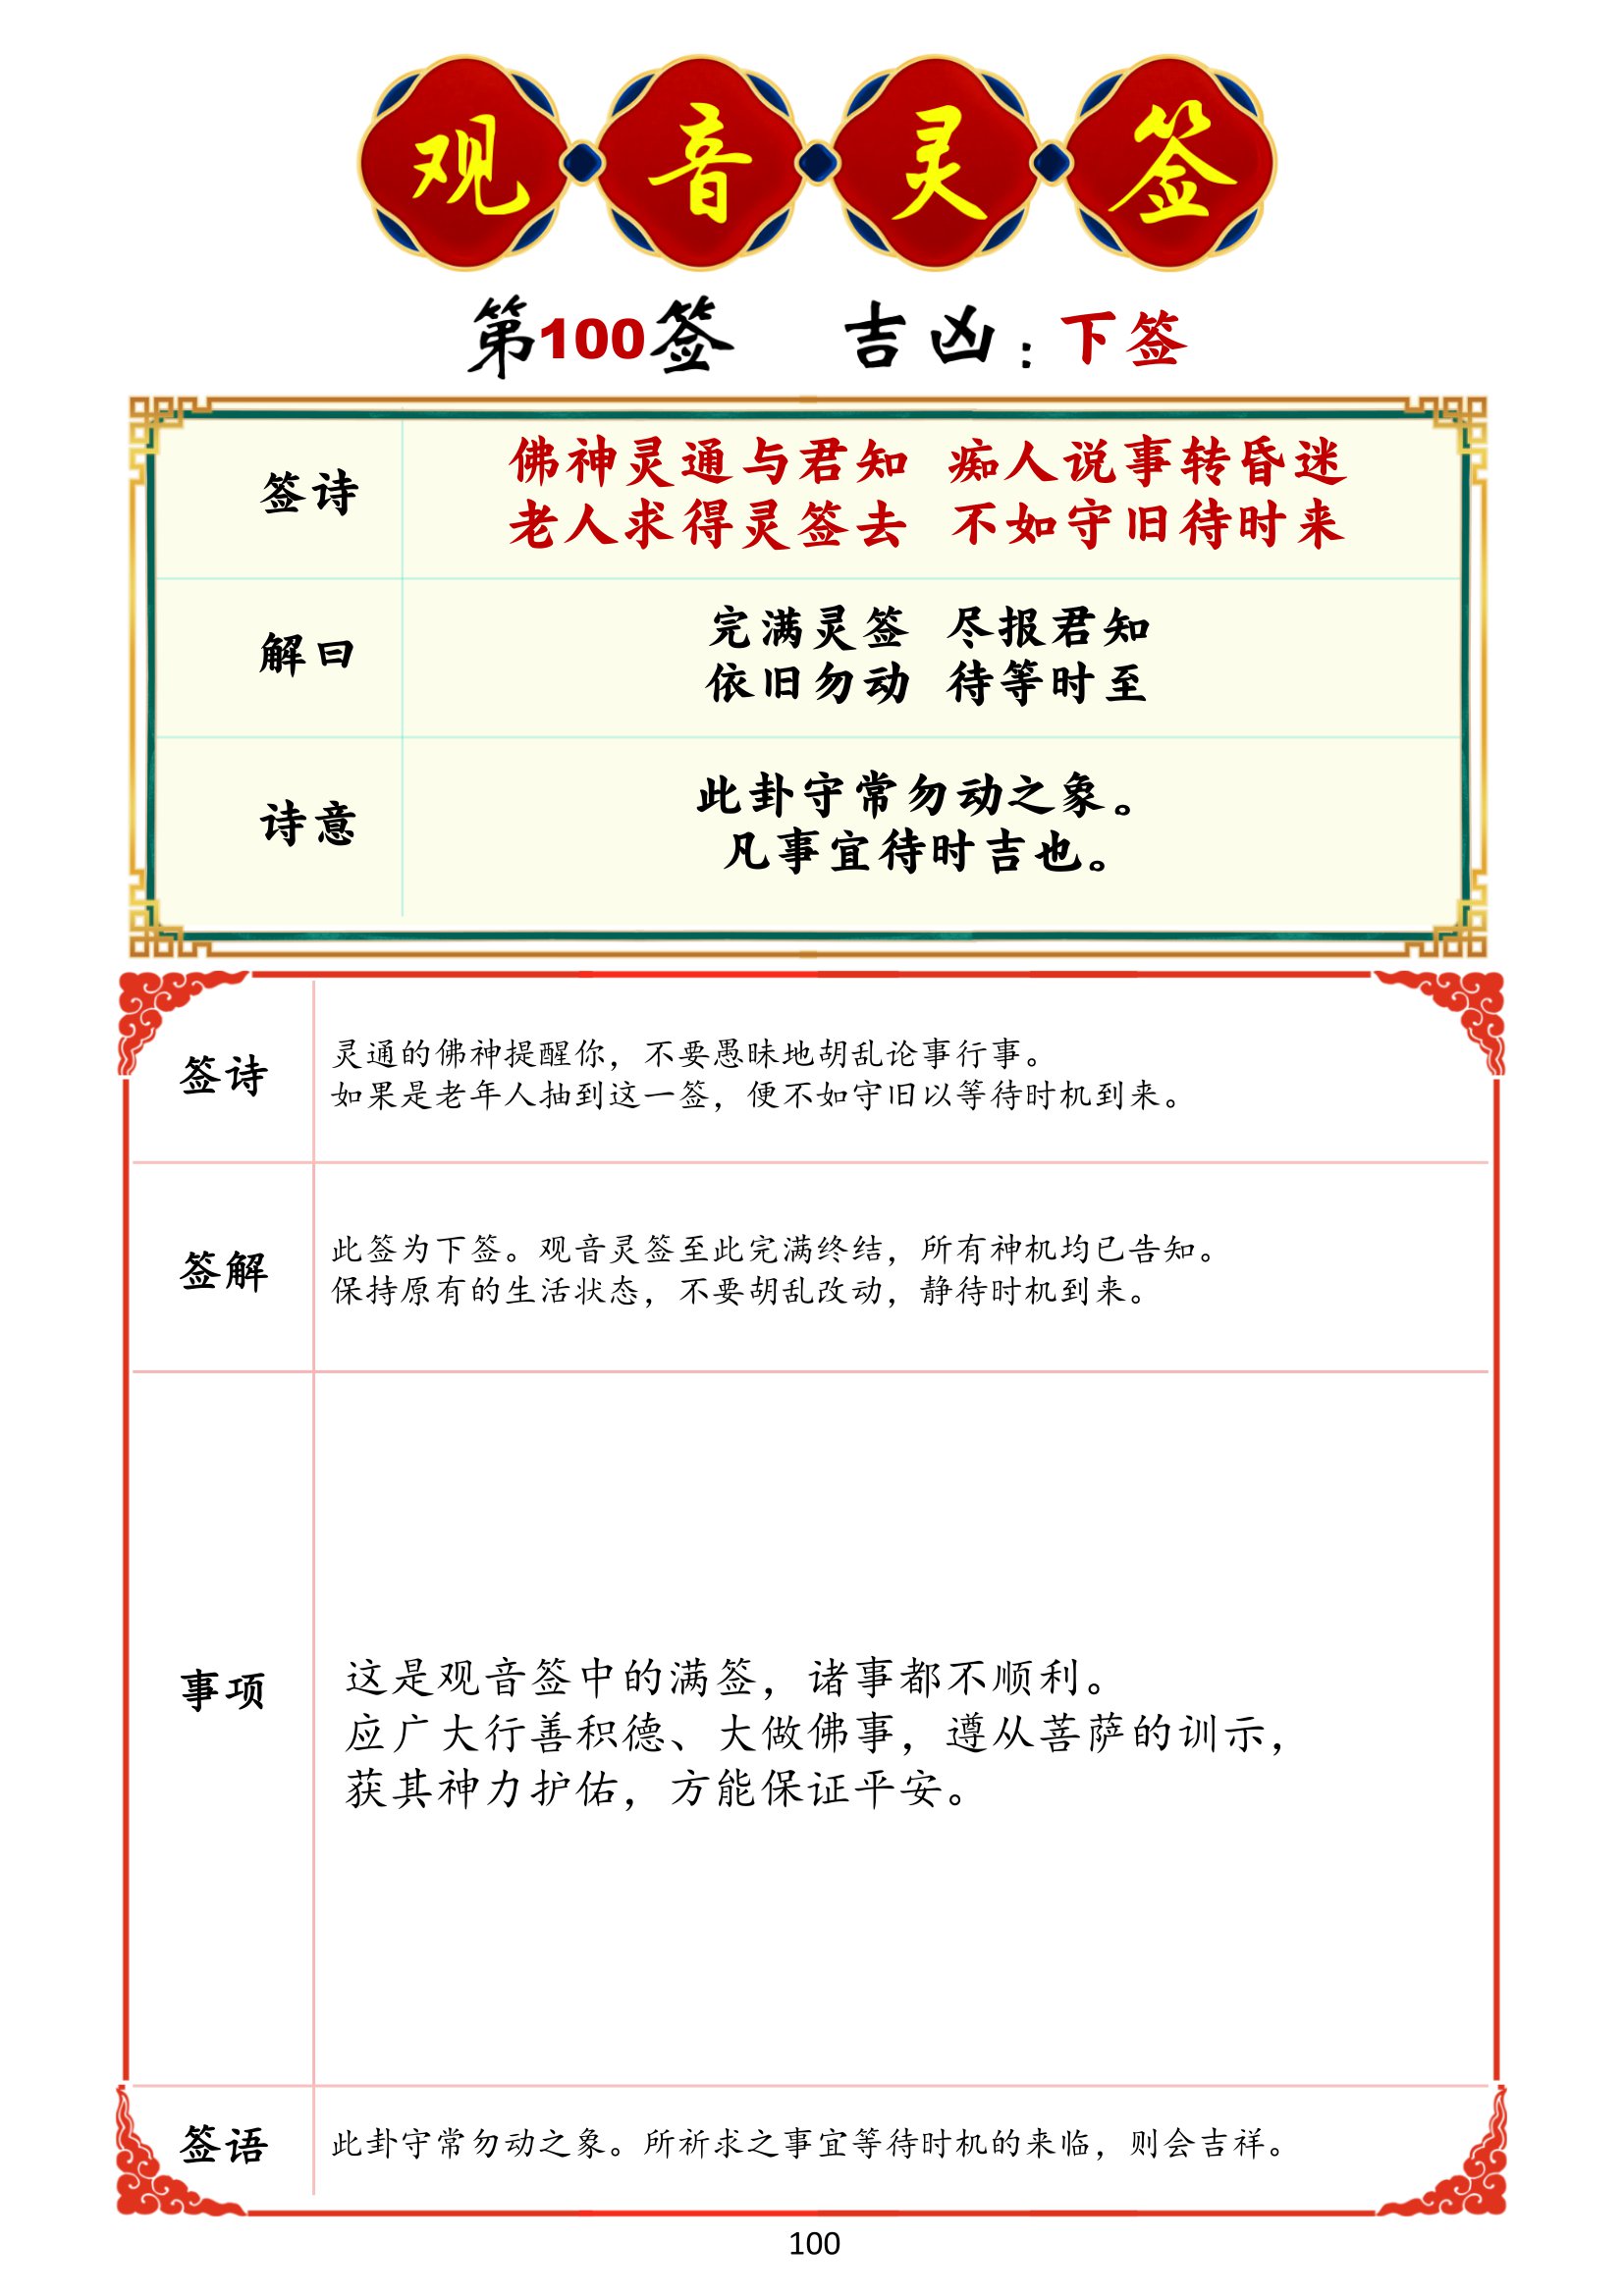 观音灵签
第100签 吉凶：下签
签诗
佛神灵通与君知 痴人说事转昏迷
老人求得灵签去 不如守旧待时来
解曰
完满灵签 尽报君知
依旧勿动 待等时至
诗意
此卦守常勿动之象。
凡事宜待时吉也。
签诗
灵通的佛神提醒你，不要愚昧地胡乱论事行事。
如果是老年人抽到这一签，便不如守旧以等待时机到来。
签解
此签为下签。观音灵签至此完满终结，所有神机均已告知。
保持原有的生活状态，不要胡乱改动，静待时机到来。
事项
这是观音签中的满签，诸事都不顺利。
应广大行善积德、大做佛事，遵从菩萨的训示，
获其神力护佑，方能保证平安。
签语
此卦守常勿动之象。所祈求之事宜等待时机的来临，则会吉祥。
100